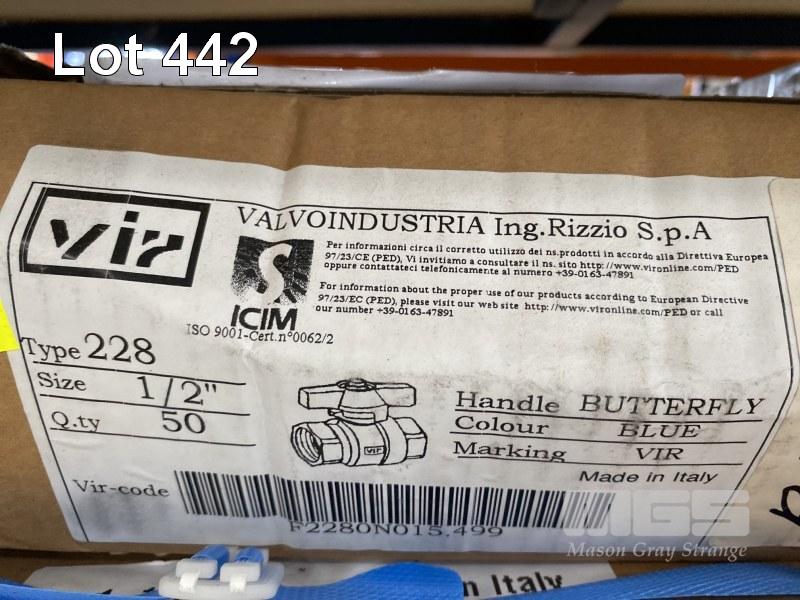 Lot 442
vir
VALVOINDUSTRIA Ing.Rizzio S.p.A
Per informazioni circa il corretto utilizzo dei ns.prodotti in accordo alla Direttiva Europea
97/23/CE (PED), Vi invitiamo a consultare il ns. sito http://www.vironline.com/PED
oppure contattateci telefonicamente al numero +39-0163-47891
For information about the proper use of our products according to European Directive
97/23/EC (PED), please visit our web site http://www.vironline.com/PED or call
our number +39-0163-47891
ICIM
ISO 9001-Cert.n°0062/2
Type 228
Size 1/2"
Q.ty 50
VIR
Handle BUTTERFLY
Colour BLUE
Marking VIR
Made in Italy
Vir-code
F2280N015.499
MGS
Mason Gray Strange
n Italy